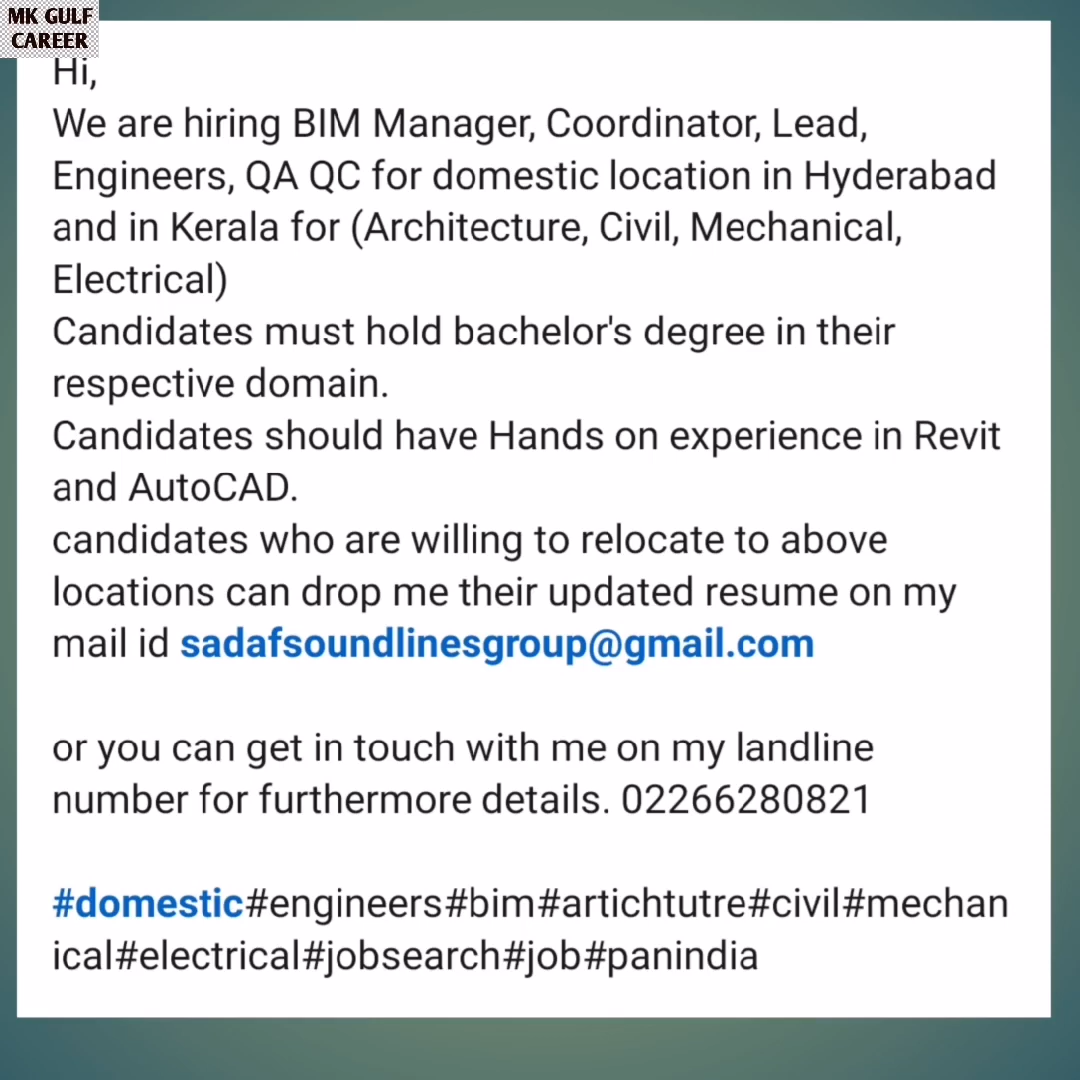 MK GULF
CAREER
Hi,
We are hiring BIM Manager, Coordinator, Lead,
Engineers, QA QC for domestic location in Hyderabad
and in Kerala for (Architecture, Civil, Mechanical,
Electrical)
Candidates must hold bachelor's degree in their
respective domain.
Candidates should have Hands on experience in Revit
and AutoCAD.
candidates who are willing to relocate to above
locations can drop me their updated resume on my
mail id sadafsoundlinesgroup@gmail.com
or you can get in touch with me on my landline
number for furthermore details. 02266280821
#domestic#engineers#bim#artichtutre#civil#mechan
ical#electrical#jobsearch#job#panindia